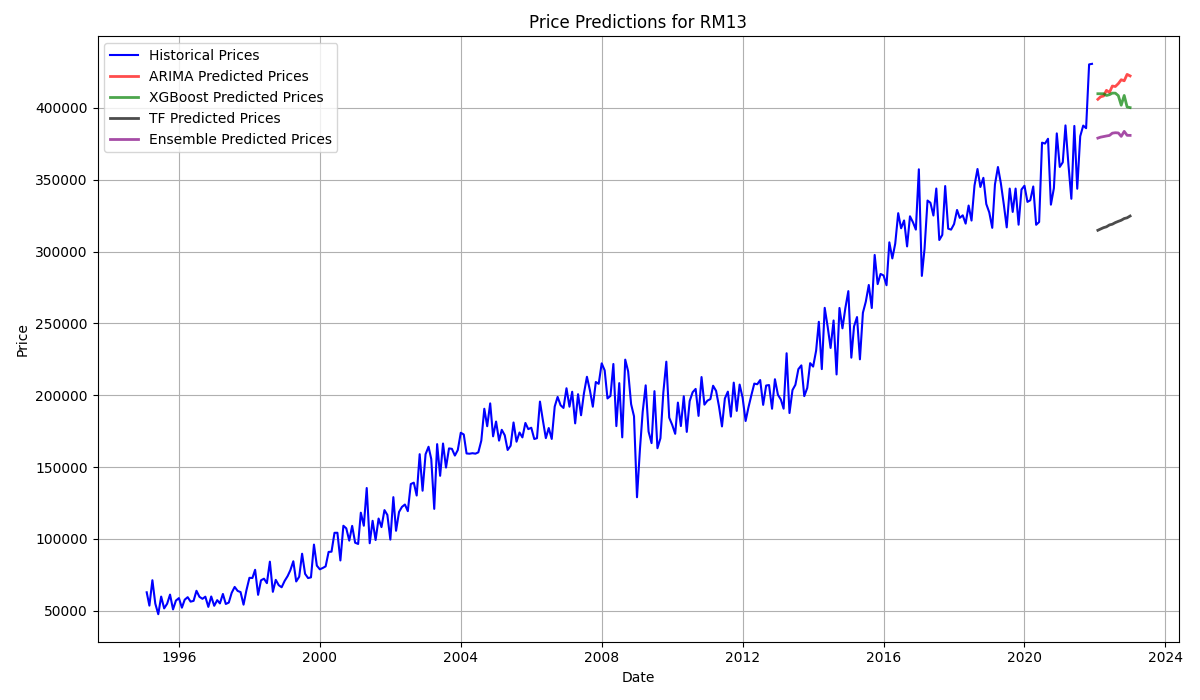 Price Predictions for RM13
Historical Prices
ARIMA Predicted Prices
XGBoost Predicted Prices
TF Predicted Prices
Ensemble Predicted Prices
Price
400000
350000
300000
250000
200000
150000
100000
50000
1996 2000 2004 2008 2012 2016 2020 2024
Date